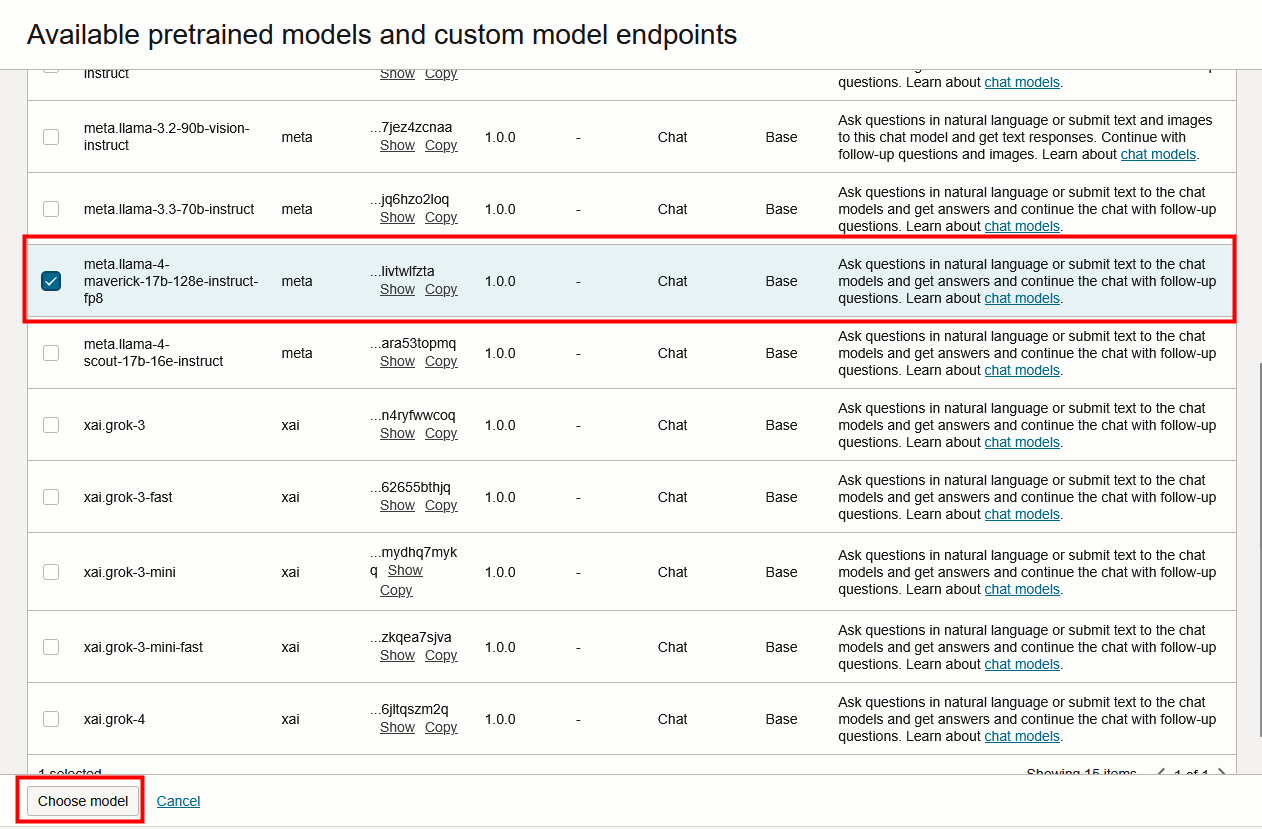 Available pretrained models and custom model endpoints
instruct
Show Copy
questions. Learn about chat models.
meta.llama-3.2-90b-vision-
instruct
meta
...7jez4zcnaa
Show Copy
1.0.0
-
Chat
Base
Ask questions in natural language or submit text and images
to this chat model and get text responses. Continue with
follow-up questions and images. Learn about chat models.
meta.llama-3.3-70b-instruct
meta
...jq6hzo2loq
Show Copy
1.0.0
-
Chat
Base
Ask questions in natural language or submit text to the chat
models and get answers and continue the chat with follow-up
questions. Learn about chat models.
meta.llama-4-
maverick-17b-128e-instruct-
fp8
meta
...livtwlfzta
Show Copy
1.0.0
-
Chat
Base
Ask questions in natural language or submit text to the chat
models and get answers and continue the chat with follow-up
questions. Learn about chat models.
meta.llama-4-
scout-17b-16e-instruct
meta
...ara53topmq
Show Copy
1.0.0
-
Chat
Base
Ask questions in natural language or submit text to the chat
models and get answers and continue the chat with follow-up
questions. Learn about chat models.
xai.grok-3
xai
...n4ryfwwcoq
Show Copy
1.0.0
-
Chat
Base
Ask questions in natural language or submit text to the chat
models and get answers and continue the chat with follow-up
questions. Learn about chat models.
xai.grok-3-fast
xai
...62655bthjq
Show Copy
1.0.0
-
Chat
Base
Ask questions in natural language or submit text to the chat
models and get answers and continue the chat with follow-up
questions. Learn about chat models.
xai.grok-3-mini
xai
...mydhq7myk
q Show
Copy
1.0.0
-
Chat
Base
Ask questions in natural language or submit text to the chat
models and get answers and continue the chat with follow-up
questions. Learn about chat models.
xai.grok-3-mini-fast
xai
...zkqea7sjva
Show Copy
1.0.0
-
Chat
Base
Ask questions in natural language or submit text to the chat
models and get answers and continue the chat with follow-up
questions. Learn about chat models.
xai.grok-4
xai
...6jltqszm2q
Show Copy
1.0.0
-
Chat
Base
Ask questions in natural language or submit text to the chat
models and get answers and continue the chat with follow-up
questions. Learn about chat models.
1 selected
Showing 15 items
1 of 1
Choose model
Cancel